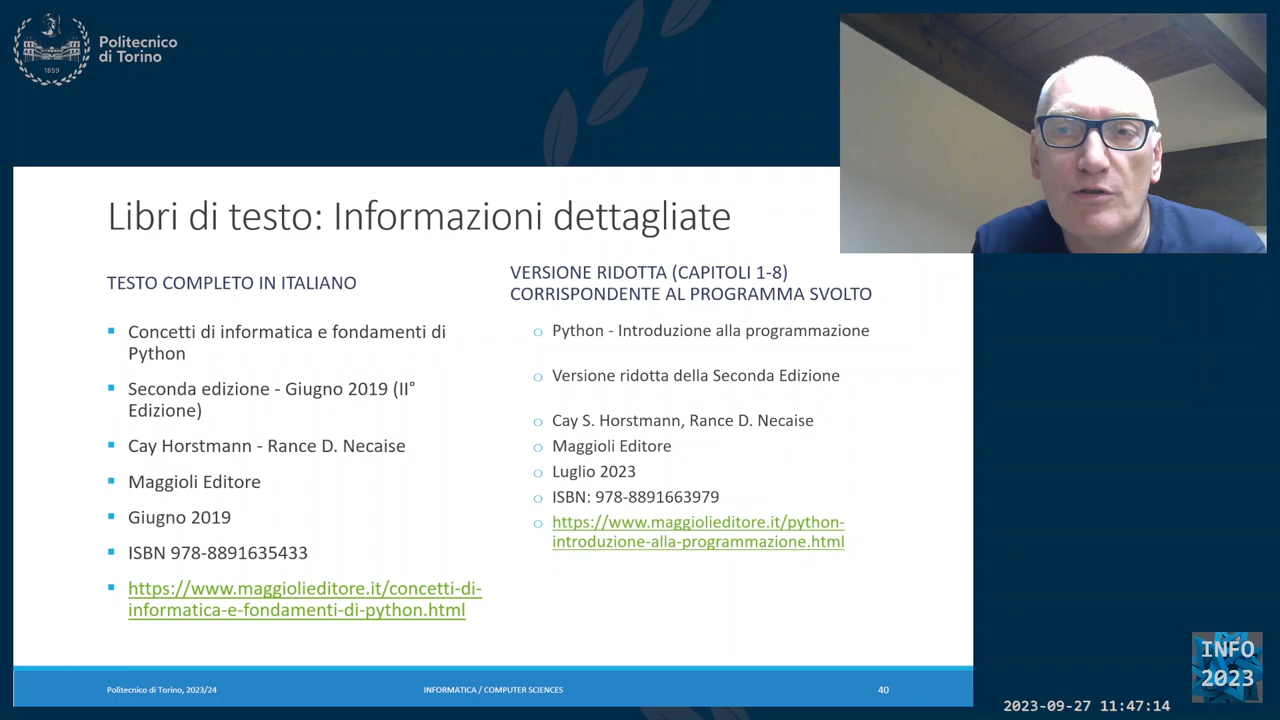 Politecnico
di Torino
1859
Libri di testo: Informazioni dettagliate
TESTO COMPLETO IN ITALIANO
Concetti di informatica e fondamenti di
Python
Seconda edizione - Giugno 2019 (II°
Edizione)
Cay Horstmann - Rance D. Necaise
Maggioli Editore
Giugno 2019
ISBN 978-8891635433
https://www.maggiolieditore.it/concetti-di-
informatica-e-fondamenti-di-python.html
VERSIONE RIDOTTA (CAPITOLI 1-8)
CORRISPONDENTE AL PROGRAMMA SVOLTO
Python - Introduzione alla programmazione
Versione ridotta della Seconda Edizione
Cay S. Horstmann, Rance D. Necaise
Maggioli Editore
Luglio 2023
ISBN: 978-8891663979
https://www.maggiolieditore.it/python-
introduzione-alla-programmazione.html
Politecnico di Torino, 2023/24
INFORMATICA / COMPUTER SCIENCES
40
INFO
2023
2023-09-27 11:47:14